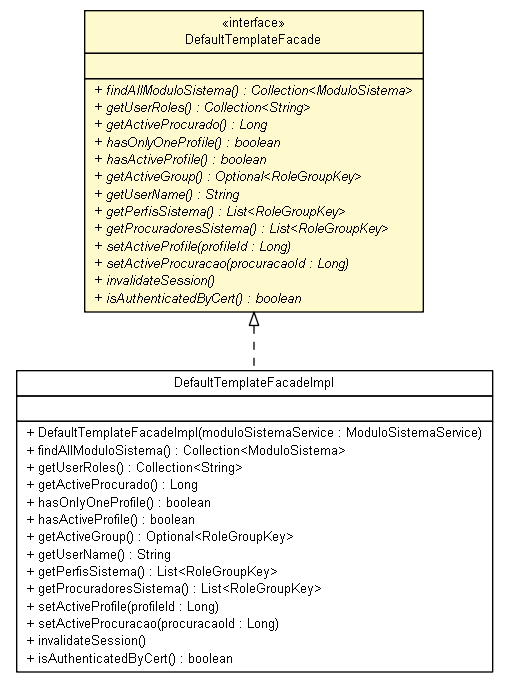 «interface»
DefaultTemplateFacade
+ findAllModuloSistema() : Collection<ModuloSistema>
+ getUserRoles() : Collection<String>
+ getActiveProcurado() : Long
+ hasOnlyOneProfile() : boolean
+ hasActiveProfile() : boolean
+ getActiveGroup() : Optional<RoleGroupKey>
+ getUserName() : String
+ getPerfisSistema() : List<RoleGroupKey>
+ getProcuradoresSistema() : List<RoleGroupKey>
+ setActiveProfile(profileId : Long)
+ setActiveProcuracao(procuracaoId : Long)
+ invalidateSession()
+ isAuthenticatedByCert() : boolean
DefaultTemplateFacadeImpl
+ DefaultTemplateFacadeImpl(moduloSistemaService : ModuloSistemaService)
+ findAllModuloSistema() : Collection<ModuloSistema>
+ getUserRoles() : Collection<String>
+ getActiveProcurado() : Long
+ hasOnlyOneProfile() : boolean
+ hasActiveProfile() : boolean
+ getActiveGroup() : Optional<RoleGroupKey>
+ getUserName() : String
+ getPerfisSistema() : List<RoleGroupKey>
+ getProcuradoresSistema() : List<RoleGroupKey>
+ setActiveProfile(profileId : Long)
+ setActiveProcuracao(procuracaoId : Long)
+ invalidateSession()
+ isAuthenticatedByCert() : boolean